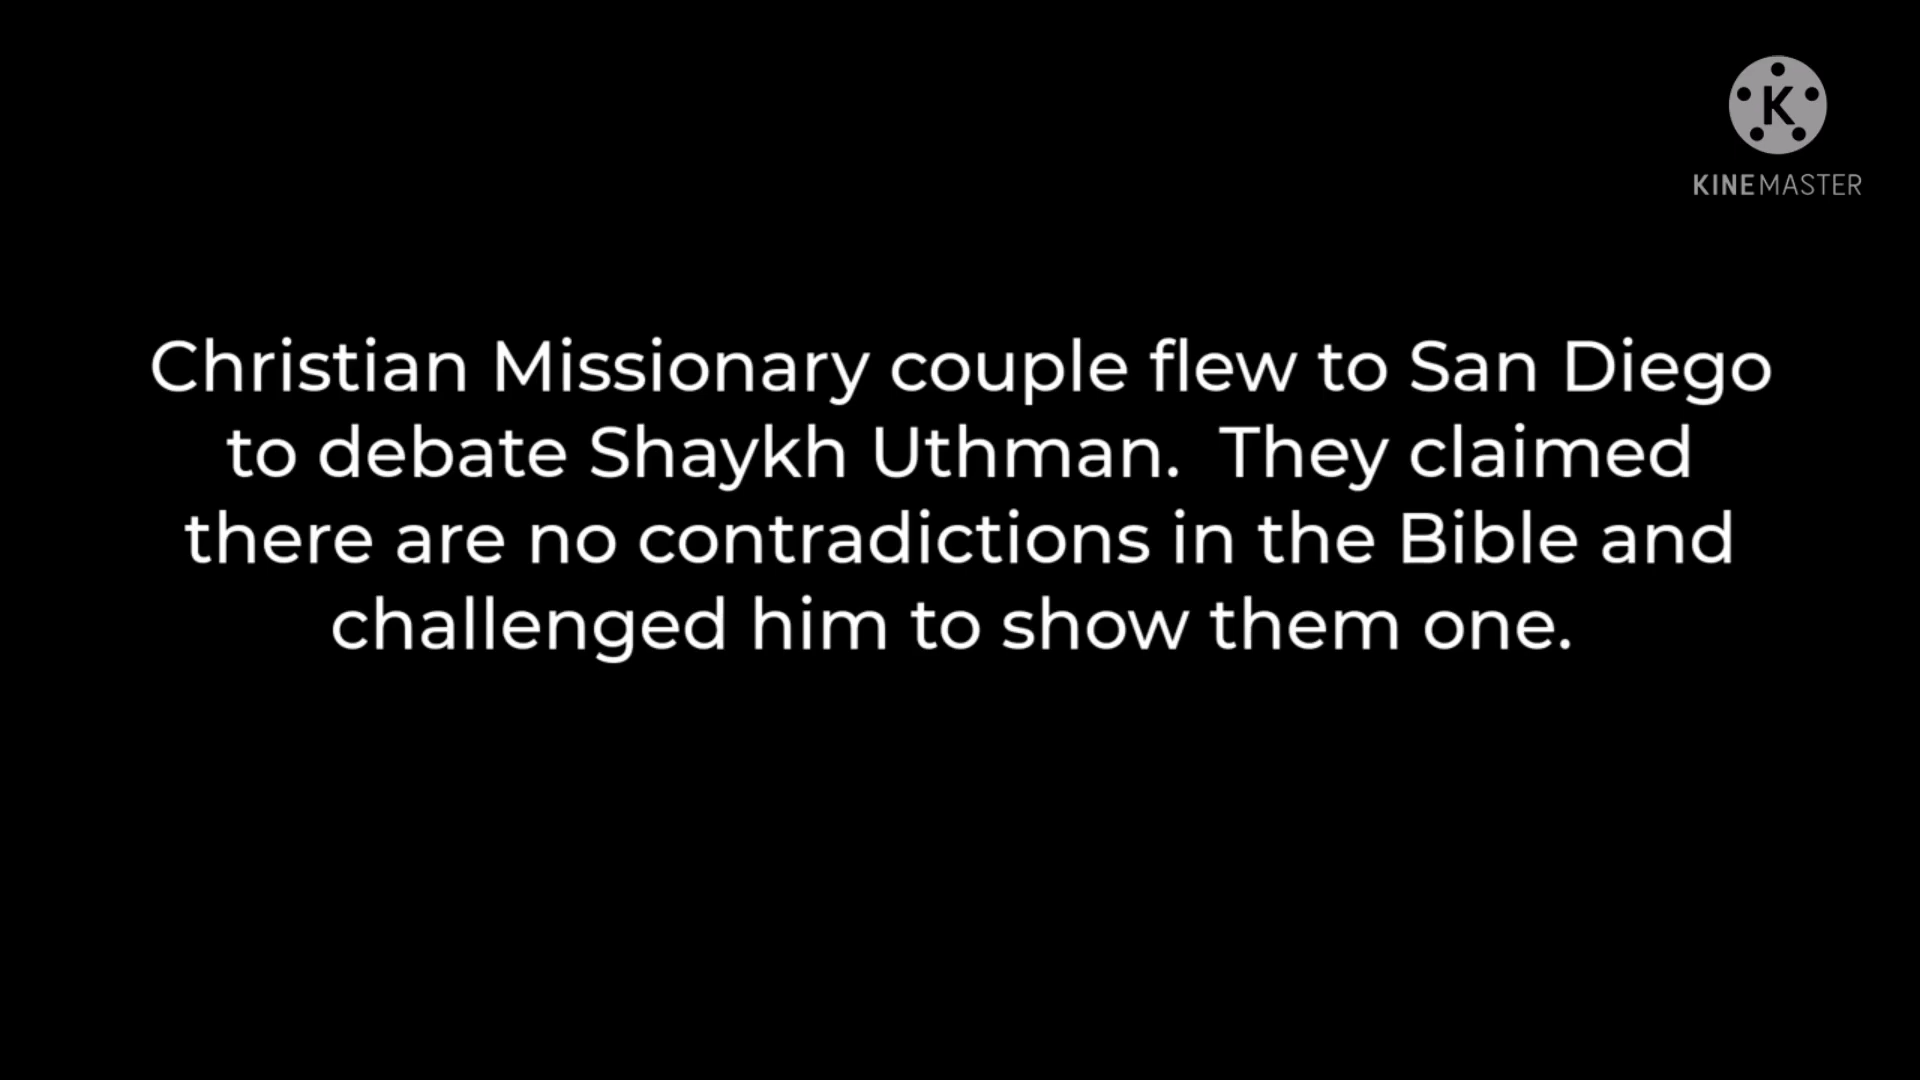 K
KINEMASTER
Christian Missionary couple flew to San Diego
to debate Shaykh Uthman.  They claimed
there are no contradictions in the Bible and
challenged him to show them one.